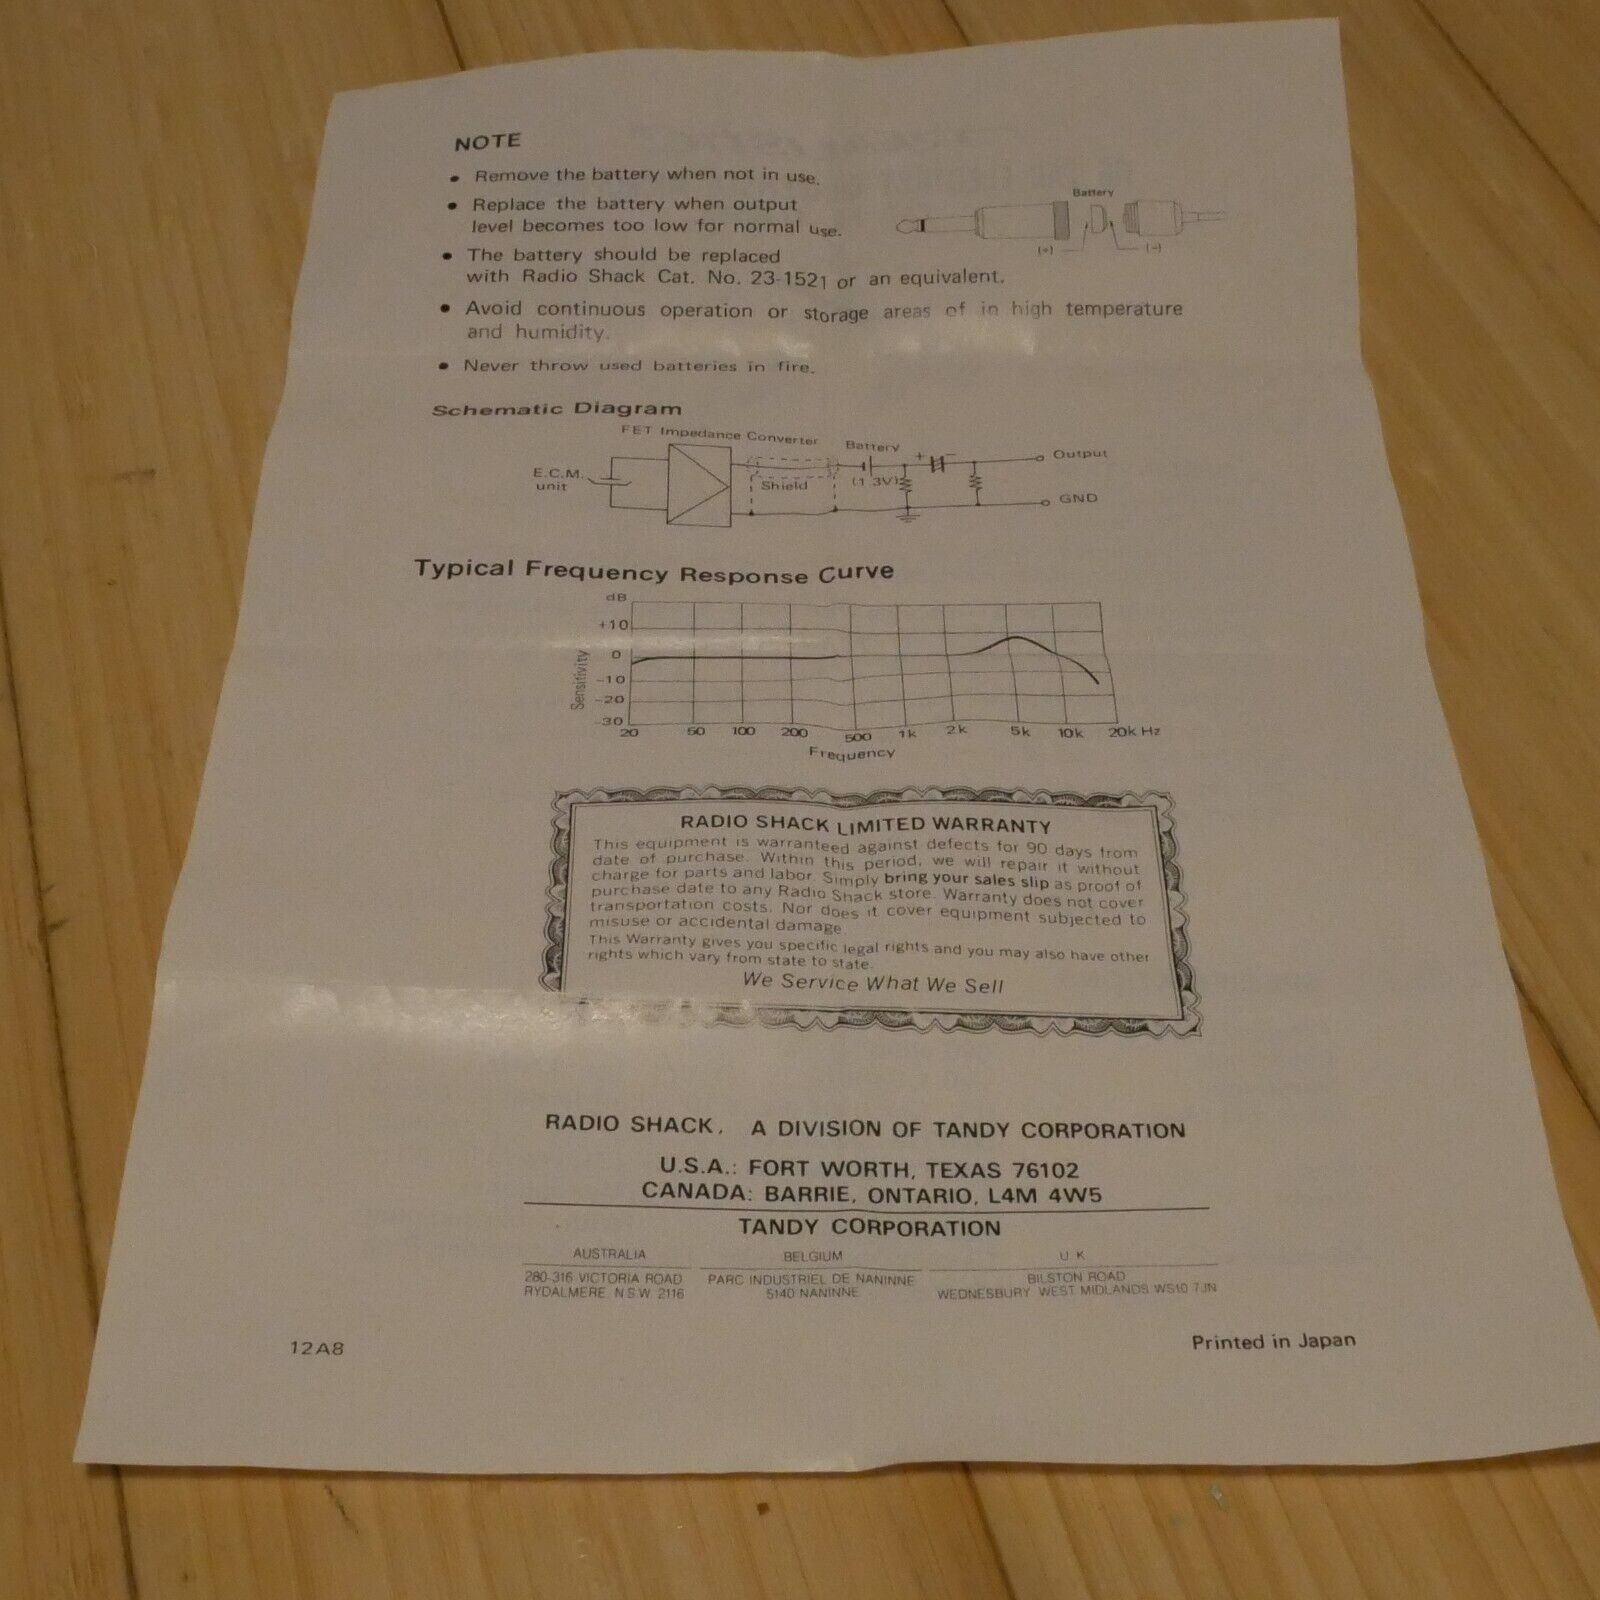 NOTE
• Remove the battery when not in use.
• Replace the battery when output
level becomes too low for normal use.
Battery
(+) (−)
• The battery should be replaced
with Radio Shack Cat. No. 23-1521 or an equivalent.
• Avoid continuous operation or storage areas of in high temperature
and humidity.
• Never throw used batteries in fire.
Schematic Diagram
FET Impedance Converter
Battery
E.C.M.
unit
Shield
(1.3V)
+ −
Output
GND
Typical Frequency Response Curve
dB
+10
0
−10
−20
−30
Sensitivity
20 50 100 200 500 1k 2k 5k 10k 20k Hz
Frequency
RADIO SHACK LIMITED WARRANTY
This equipment is warranteed against defects for 90 days from
date of purchase. Within this period, we will repair it without
charge for parts and labor. Simply bring your sales slip as proof of
purchase date to any Radio Shack store. Warranty does not cover
transportation costs. Nor does it cover equipment subjected to
misuse or accidental damage.
This Warranty gives you specific legal rights and you may also have other
rights which vary from state to state.
We Service What We Sell
RADIO SHACK, A DIVISION OF TANDY CORPORATION
U.S.A.: FORT WORTH, TEXAS 76102
CANADA: BARRIE, ONTARIO, L4M 4W5
TANDY CORPORATION
AUSTRALIA BELGIUM U.K.
280-316 VICTORIA ROAD PARC INDUSTRIEL DE NANINNE BILSTON ROAD
RYDALMERE N.S.W. 2116 5140 NANINNE WEDNESBURY WEST MIDLANDS WS10 7JN
12A8 Printed in Japan